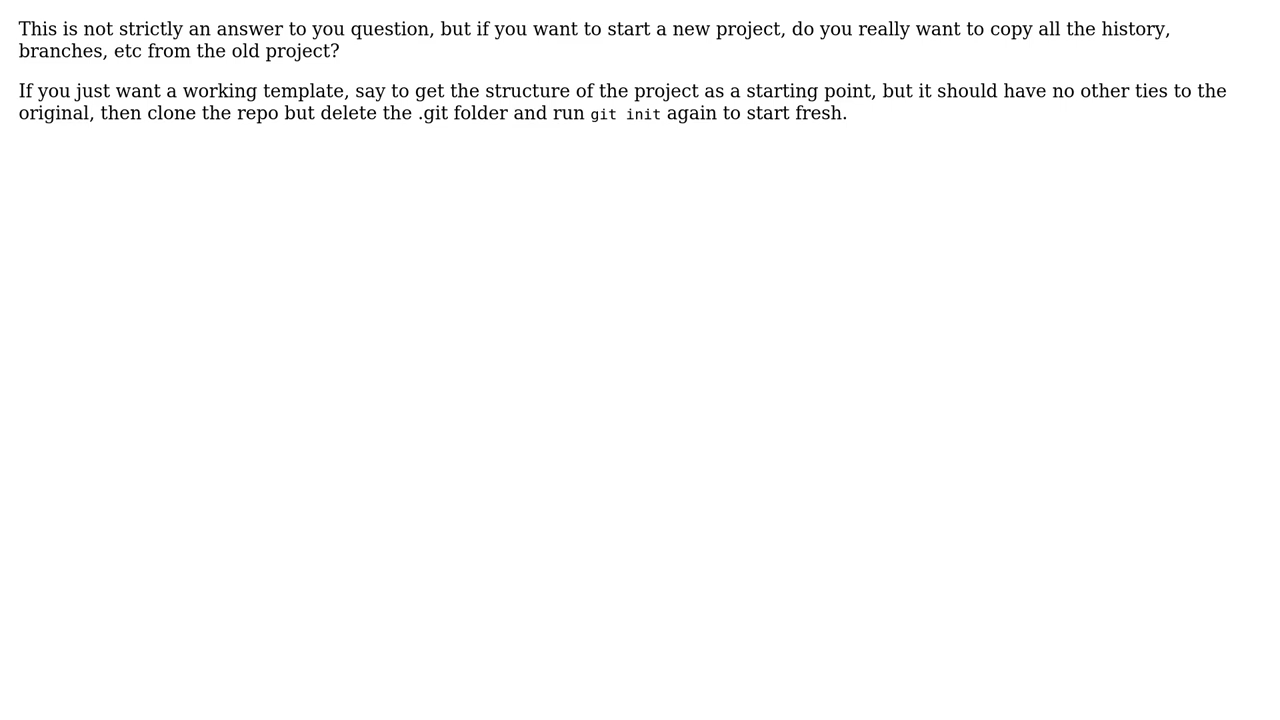 This is not strictly an answer to you question, but if you want to start a new project, do you really want to copy all the history,
branches, etc from the old project?
If you just want a working template, say to get the structure of the project as a starting point, but it should have no other ties to the
original, then clone the repo but delete the .git folder and run git init again to start fresh.